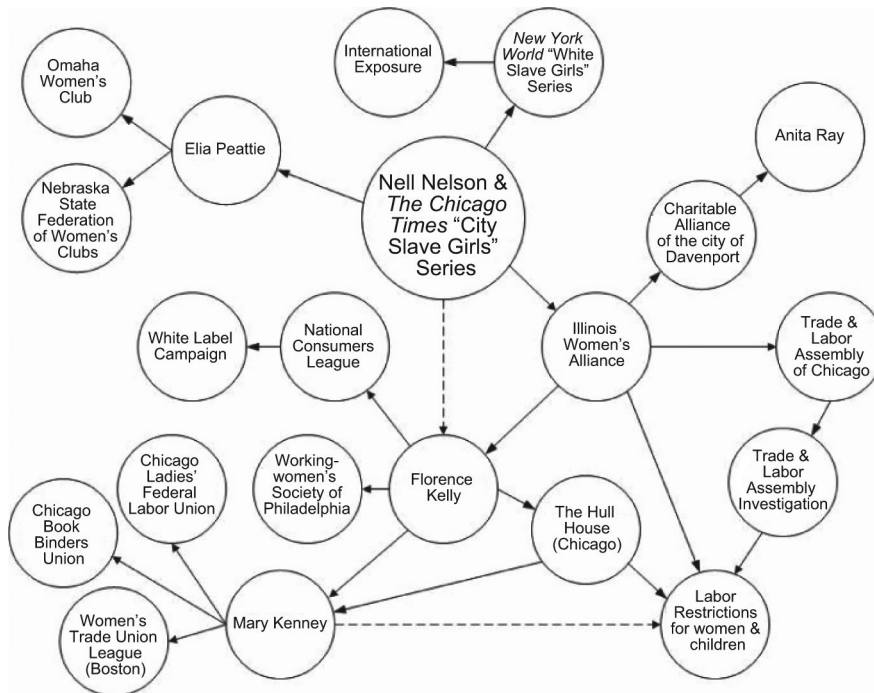 Omaha
Women's
Club
International
Exposure
New York
World "White
Slave Girls"
Series
Anita Ray
Elia Peattie
Nebraska
State
Federation
of Women's
Clubs
Nell Nelson &
The Chicago
Times "City
Slave Girls"
Series
Charitable
Alliance
of the city of
Davenport
White Label
Campaign
National
Consumers
League
Illinois
Women's
Alliance
Trade &
Labor
Assembly
of Chicago
Chicago
Ladies'
Federal
Labor Union
Working-
women's
Society of
Philadelphia
Florence
Kelly
Trade &
Labor
Assembly
Investigation
Chicago
Book
Binders
Union
The Hull
House
(Chicago)
Women's
Trade Union
League
(Boston)
Mary Kenney
Labor
Restrictions
for women &
children